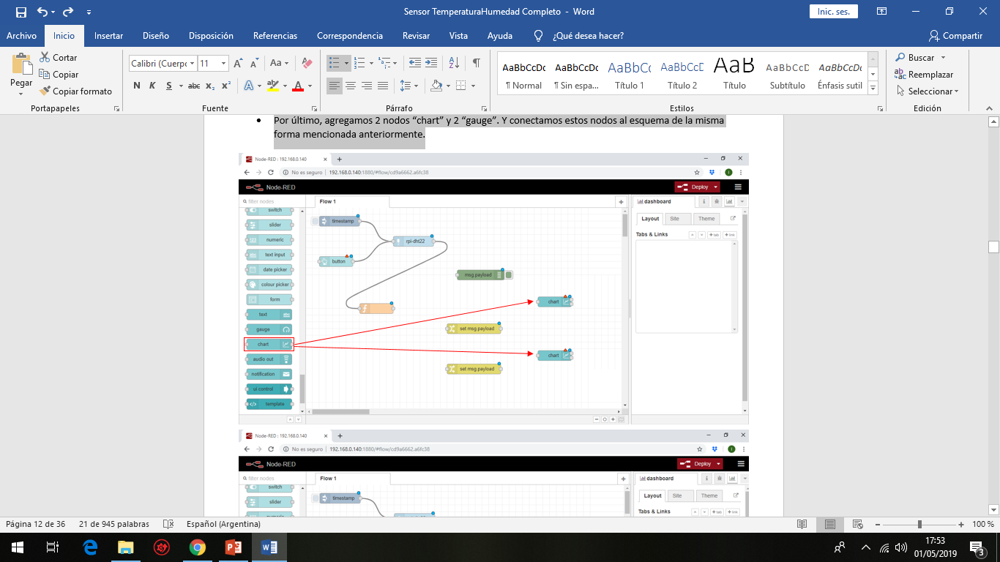 Sensor TemperaturaHumedad Completo - Word
Inic. ses.
Archivo Inicio Insertar Diseño Disposición Referencias Correspondencia Revisar Vista Ayuda ¿Qué desea hacer? Compartir
Pegar
Cortar
Copiar
Copiar formato
Portapapeles
Calibri (Cuerpo 11
N K S abc x₂ x²
Fuente
Párrafo
AaBbCcDc AaBbCcDc AaBbCc AaBbCcD AaB AaBbCcD AaBbCcDc
¶ Normal ¶ Sin espa... Título 1 Título 2 Título Subtítulo Énfasis sutil
Estilos
Buscar
Reemplazar
Seleccionar
Edición
• Por último, agregamos 2 nodos “chart” y 2 “gauge”. Y conectamos estos nodos al esquema de la misma
forma mencionada anteriormente.
Node-RED : 192.168.0.140
No es seguro | 192.168.0.140:1880/#flow/cd9a6662.a6fc38
Node-RED Deploy
filter nodes
Flow 1
dashboard
switch
slider
numeric
text input
date picker
colour picker
form
text
gauge
chart
audio out
notification
ui control
template
timestamp
rpi-dht22
button
msg.payload
chart
set msg.payload
chart
set msg.payload
Layout Site Theme
Tabs & Links
+ tab + link
Node-RED : 192.168.0.140
No es seguro | 192.168.0.140:1880/#flow/cd9a6662.a6fc38
Node-RED Deploy
filter nodes
Flow 1
dashboard
switch
slider
timestamp
Layout Site Theme
Tabs & Links
+ tab + link
Página 12 de 36 21 de 945 palabras Español (Argentina) 100 %
17:53
01/05/2019
3